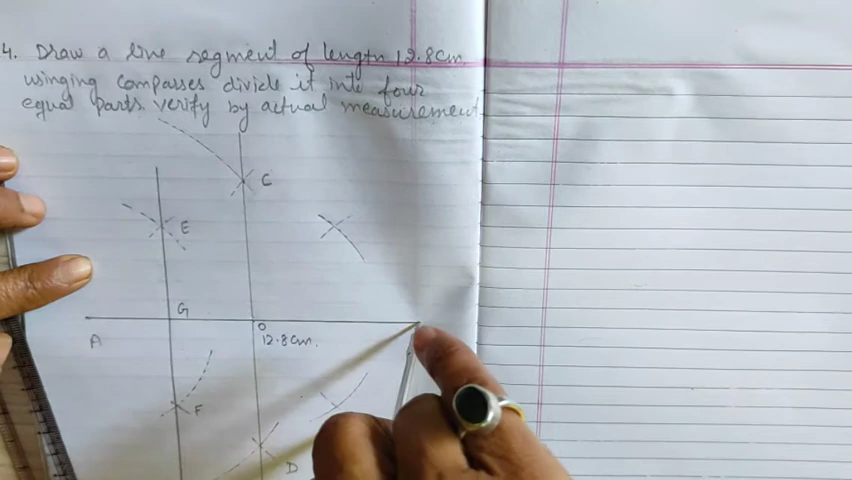 4. Draw a line segment of length 12.8cm
winging compasses divide it into four
equal parts. verify by actual measurement
C
E
G
O
12.8cm.
A
F
D